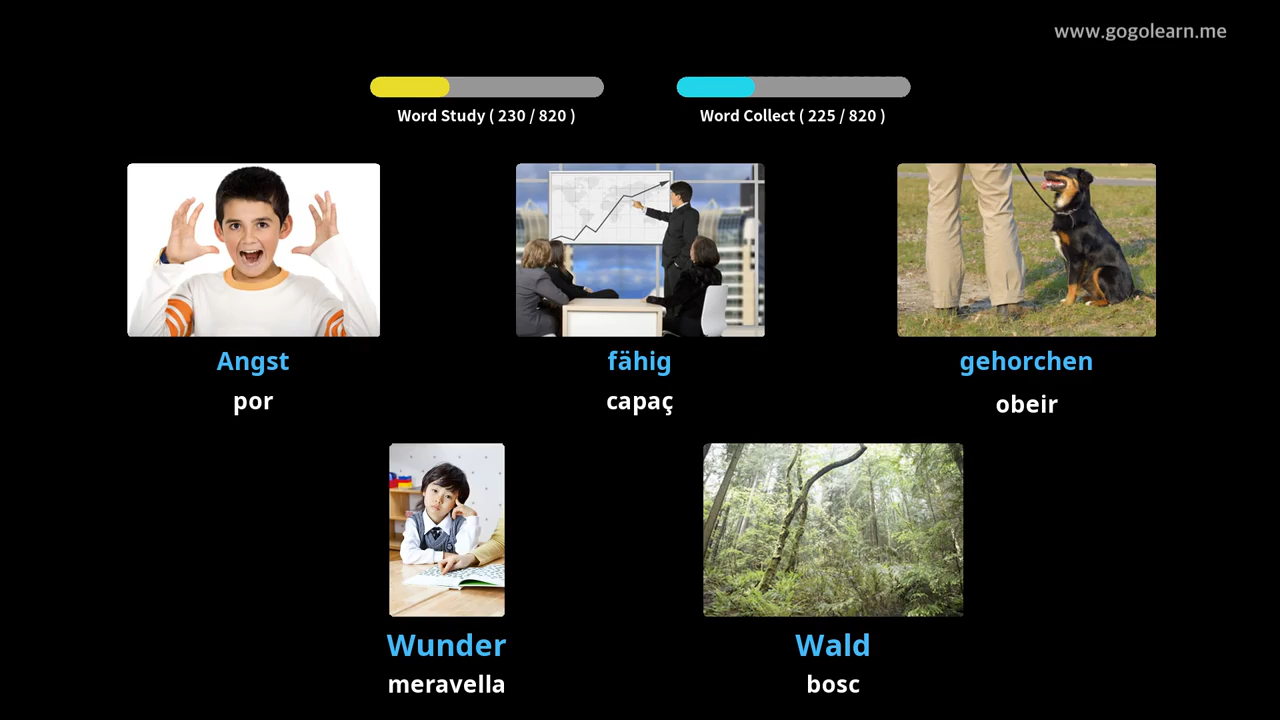 www.gogolearn.me
Word Study ( 230 / 820 )
Word Collect ( 225 / 820 )
Angst
por
fähig
capaç
gehorchen
obeir
Wunder
meravella
Wald
bosc